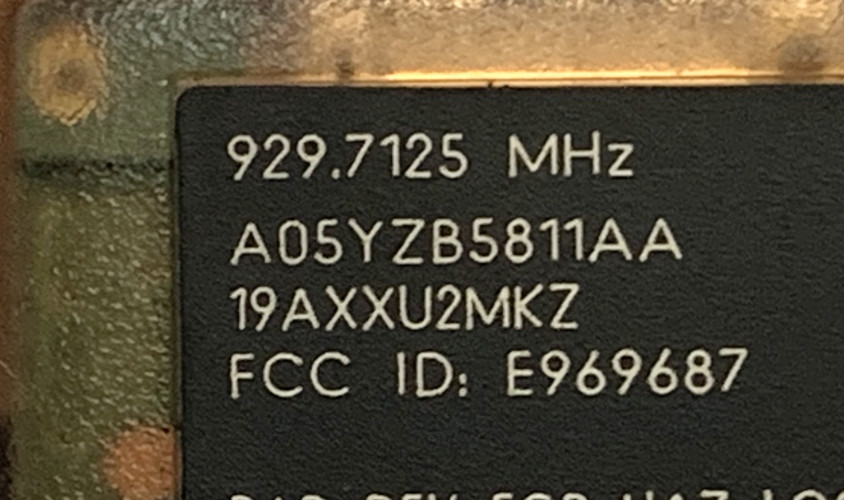 929.7125 MHz
A05YZB5811AA
19AXXU2MKZ
FCC ID: E969687